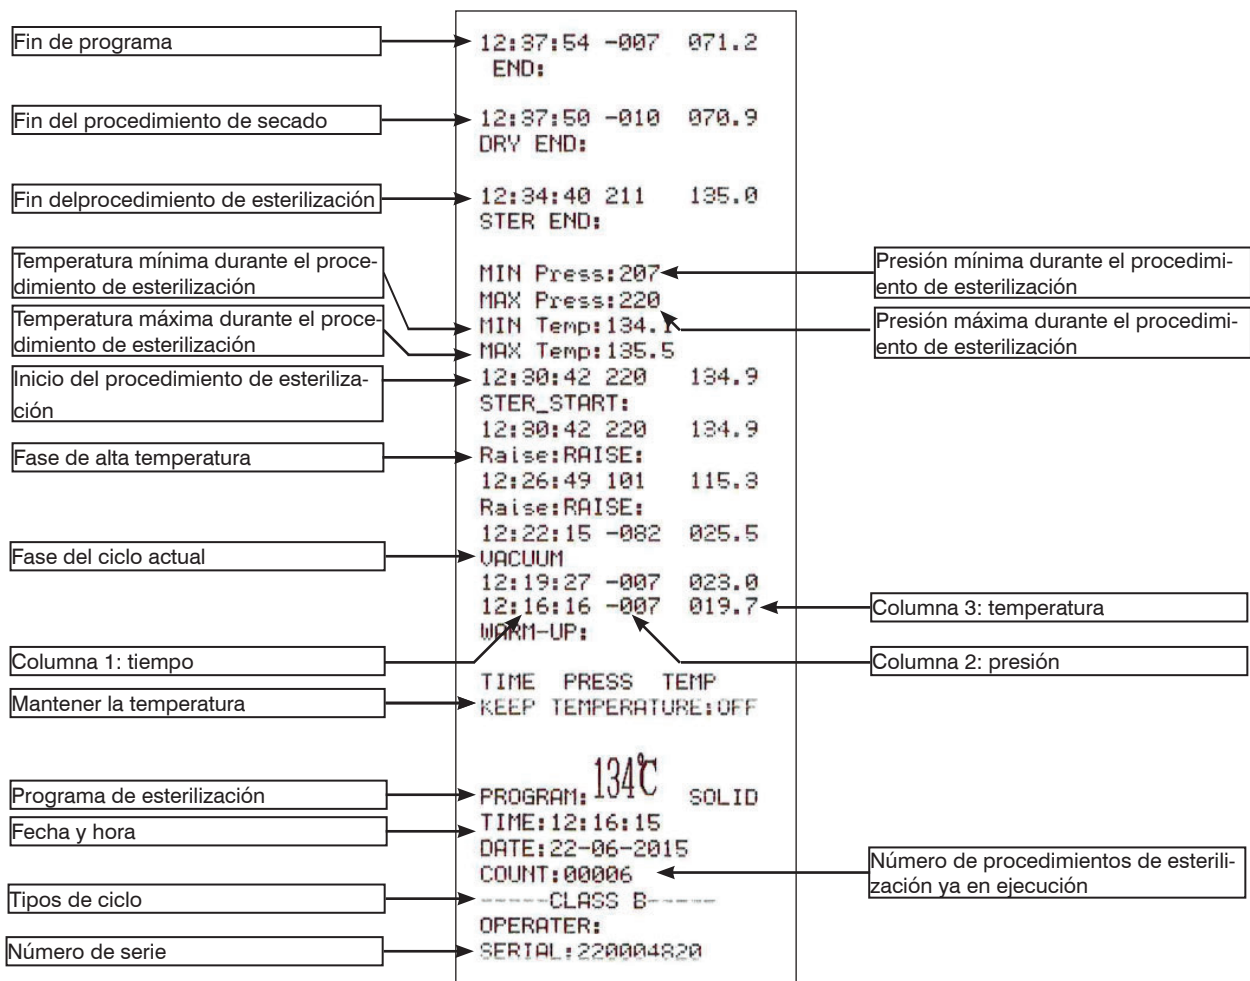 Fin de programa
12:37:54 -007 071.2
END:
Fin del procedimiento de secado
12:37:50 -010 070.9
DRY END:
Fin delprocedimiento de esterilización
12:34:40 211 135.0
STER END:
Temperatura mínima durante el proce-
dimiento de esterilización
MIN Press:207
Presión mínima durante el procedimi-
ento de esterilización
MAX Press:220
Temperatura máxima durante el proce-
dimiento de esterilización
MIN Temp:134.1
Presión máxima durante el procedimi-
ento de esterilización
MAX Temp:135.5
Inicio del procedimiento de esteriliza-
ción
12:30:42 220 134.9
STER_START:
12:30:42 220 134.9
Fase de alta temperatura
Raise:RAISE:
12:26:49 101 115.3
Raise:RAISE:
12:22:15 -082 025.5
Fase del ciclo actual
VACUUM
12:19:27 -007 023.0
12:16:16 -007 019.7
Columna 3: temperatura
WARM-UP:
Columna 1: tiempo
Columna 2: presión
TIME PRESS TEMP
Mantener la temperatura
KEEP TEMPERATURE:OFF
Programa de esterilización
PROGRAM:134℃ SOLID
Fecha y hora
TIME:12:16:15
DATE:22-06-2015
COUNT:00006
Número de procedimientos de esterili-
zación ya en ejecución
Tipos de ciclo
-----CLASS B-----
OPERATER:
Número de serie
SERIAL:220004820